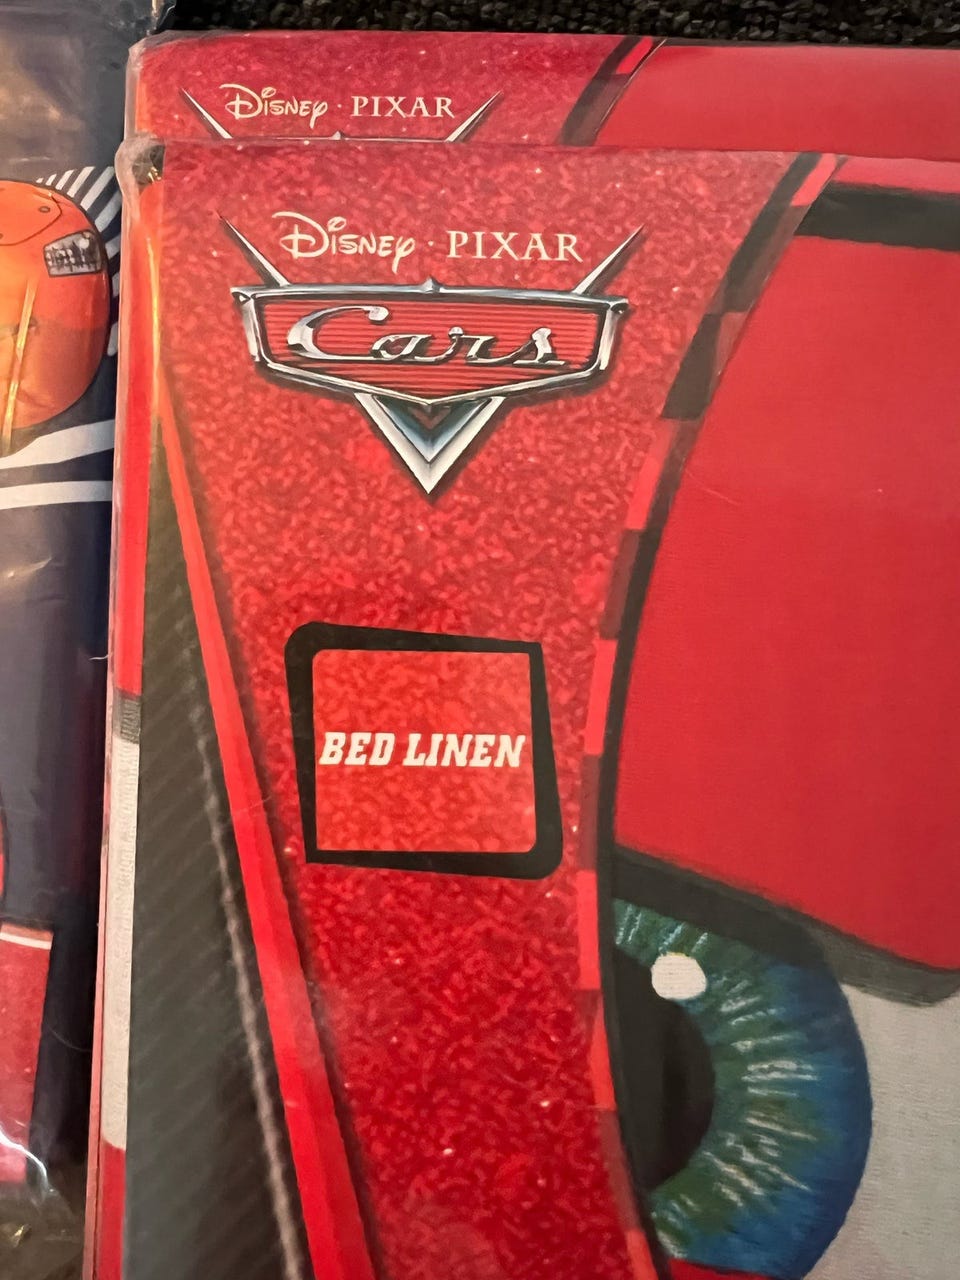 Disney · PIXAR
Disney · PIXAR
Cars
BED LINEN